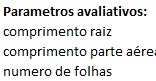 Parametros avaliativos:
comprimento raiz
comprimento parte aérea
numero de folhas